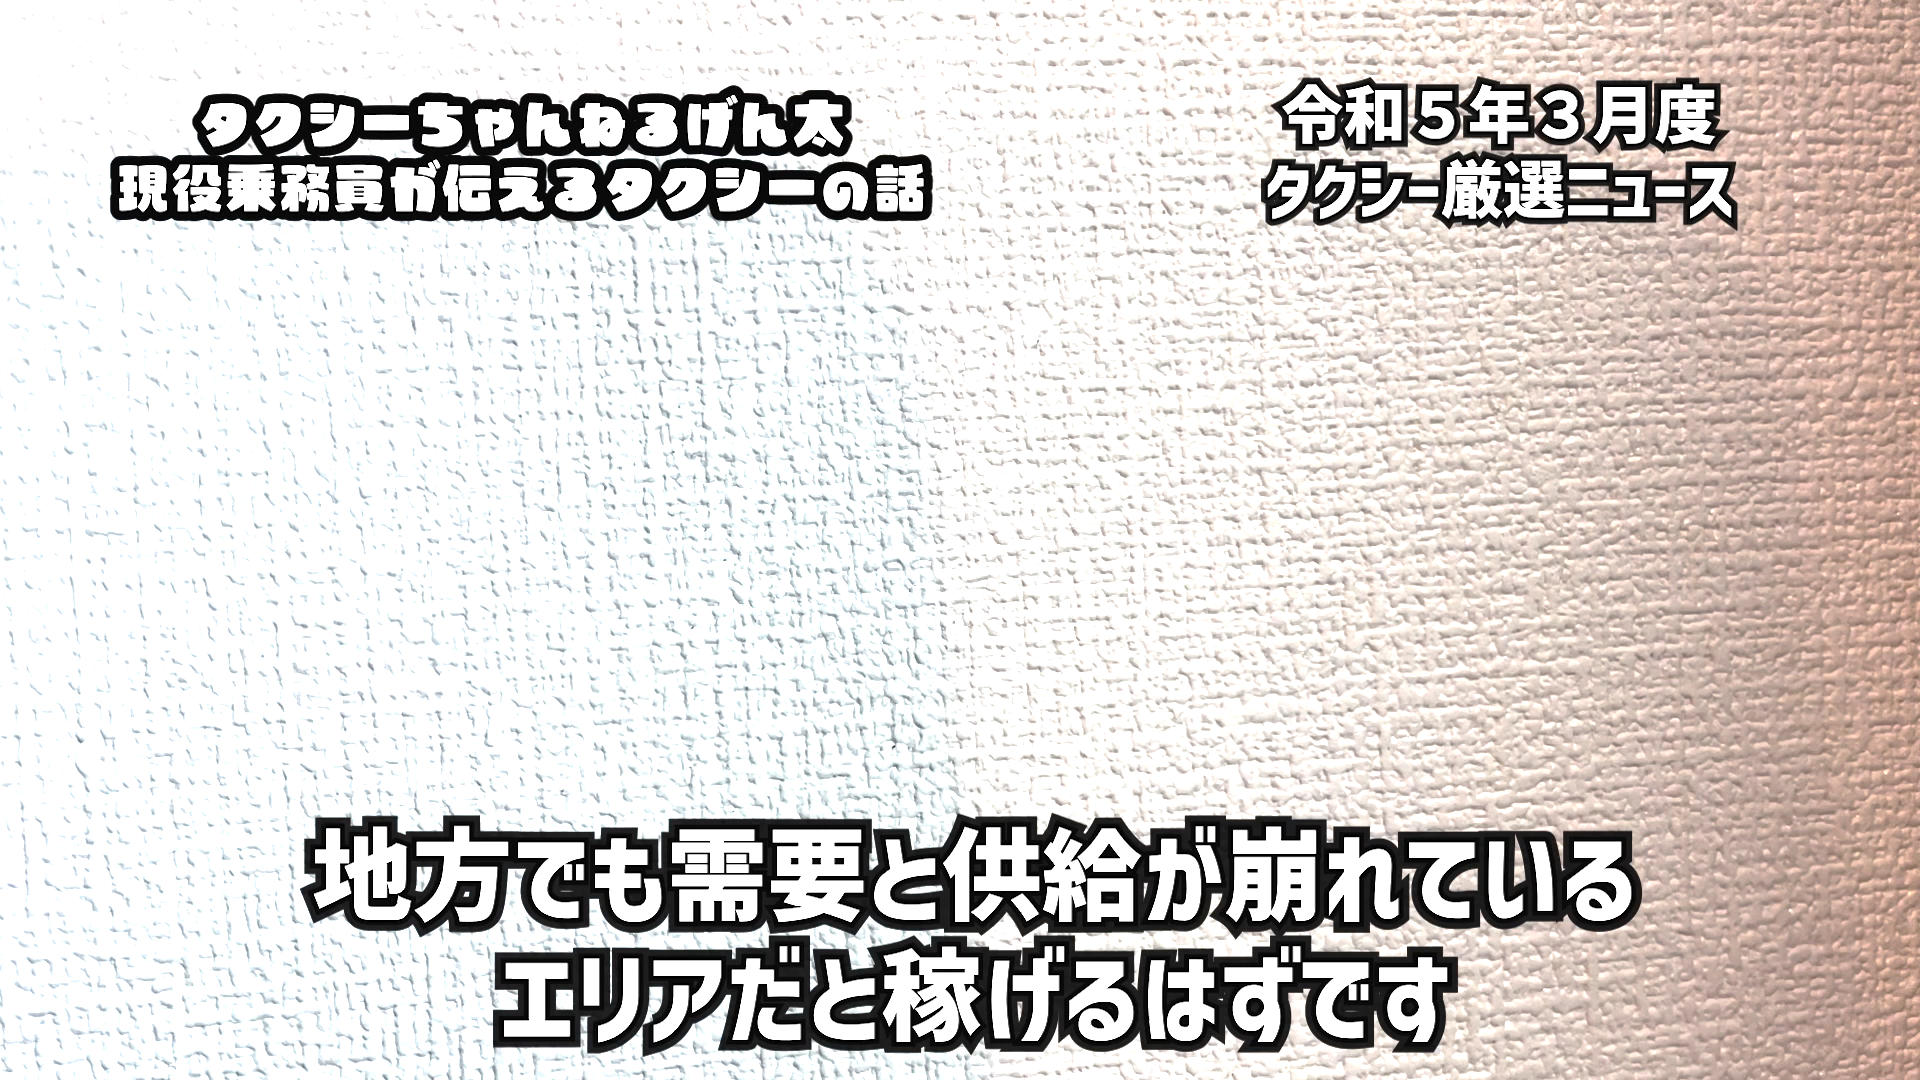 タクシーちゃんねるげん太
現役乗務員が伝えるタクシーの話
令和５年３月度
タクシー厳選ニュース
地方でも需要と供給が崩れている
エリアだと稼げるはずです